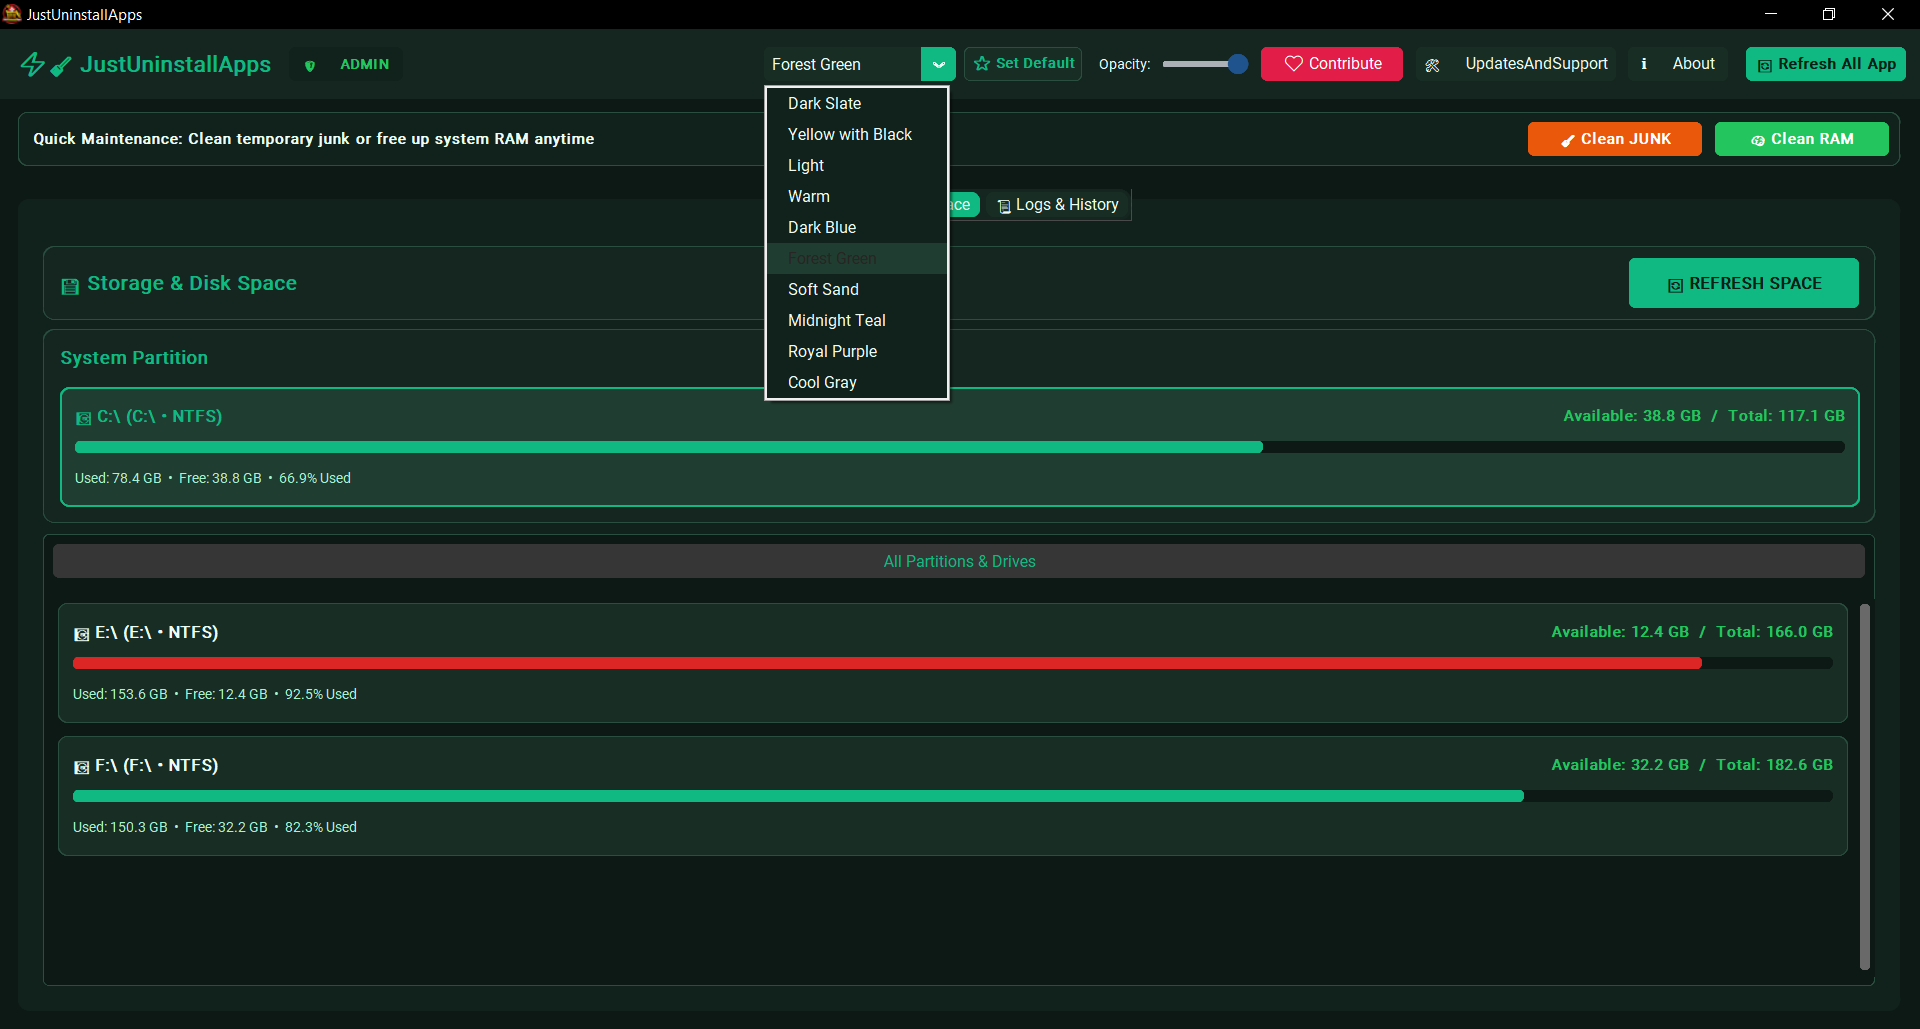 JustUninstallApps
JustUninstallApps
ADMIN
Forest Green
Set Default
Opacity:
Contribute
UpdatesAndSupport
About
Refresh All App
Dark Slate
Yellow with Black
Light
Warm
Dark Blue
Forest Green
Soft Sand
Midnight Teal
Royal Purple
Cool Gray
Quick Maintenance: Clean temporary junk or free up system RAM anytime
Clean JUNK
Clean RAM
Logs & History
Storage & Disk Space
REFRESH SPACE
System Partition
C:\ (C:\ • NTFS)
Available: 38.8 GB / Total: 117.1 GB
Used: 78.4 GB • Free: 38.8 GB • 66.9% Used
All Partitions & Drives
E:\ (E:\ • NTFS)
Available: 12.4 GB / Total: 166.0 GB
Used: 153.6 GB • Free: 12.4 GB • 92.5% Used
F:\ (F:\ • NTFS)
Available: 32.2 GB / Total: 182.6 GB
Used: 150.3 GB • Free: 32.2 GB • 82.3% Used